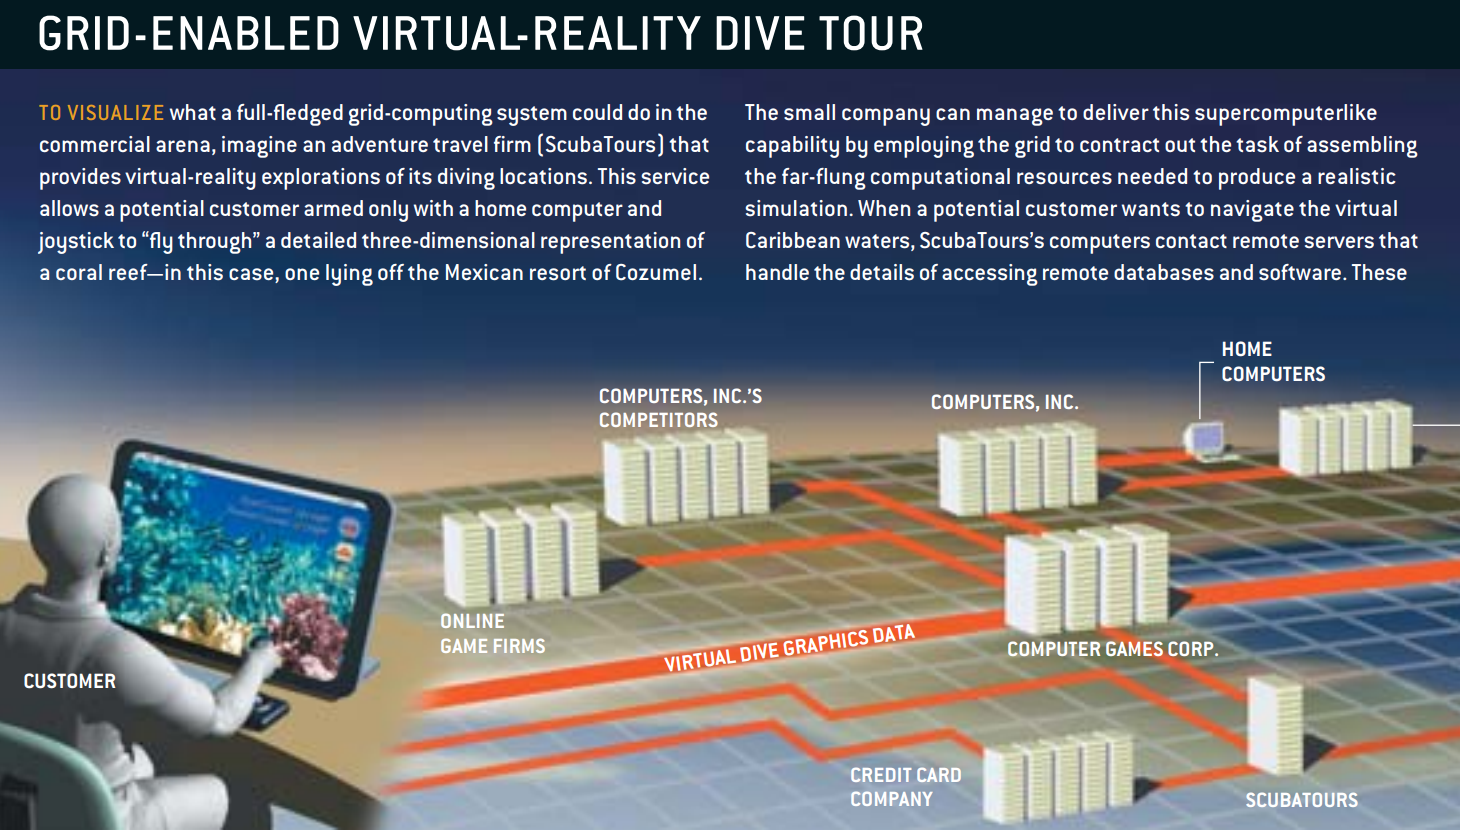 GRID-ENABLED VIRTUAL-REALITY DIVE TOUR
TO VISUALIZE what a full-fledged grid-computing system could do in the
commercial arena, imagine an adventure travel firm (ScubaTours) that
provides virtual-reality explorations of its diving locations. This service
allows a potential customer armed only with a home computer and
joystick to “fly through” a detailed three-dimensional representation of
a coral reef—in this case, one lying off the Mexican resort of Cozumel.
The small company can manage to deliver this supercomputerlike
capability by employing the grid to contract out the task of assembling
the far-flung computational resources needed to produce a realistic
simulation. When a potential customer wants to navigate the virtual
Caribbean waters, ScubaTours’s computers contact remote servers that
handle the details of accessing remote databases and software. These
HOME
COMPUTERS
COMPUTERS, INC.’S
COMPETITORS
COMPUTERS, INC.
ONLINE
GAME FIRMS
VIRTUAL DIVE GRAPHICS DATA
COMPUTER GAMES CORP.
CUSTOMER
CREDIT CARD
COMPANY
SCUBATOURS